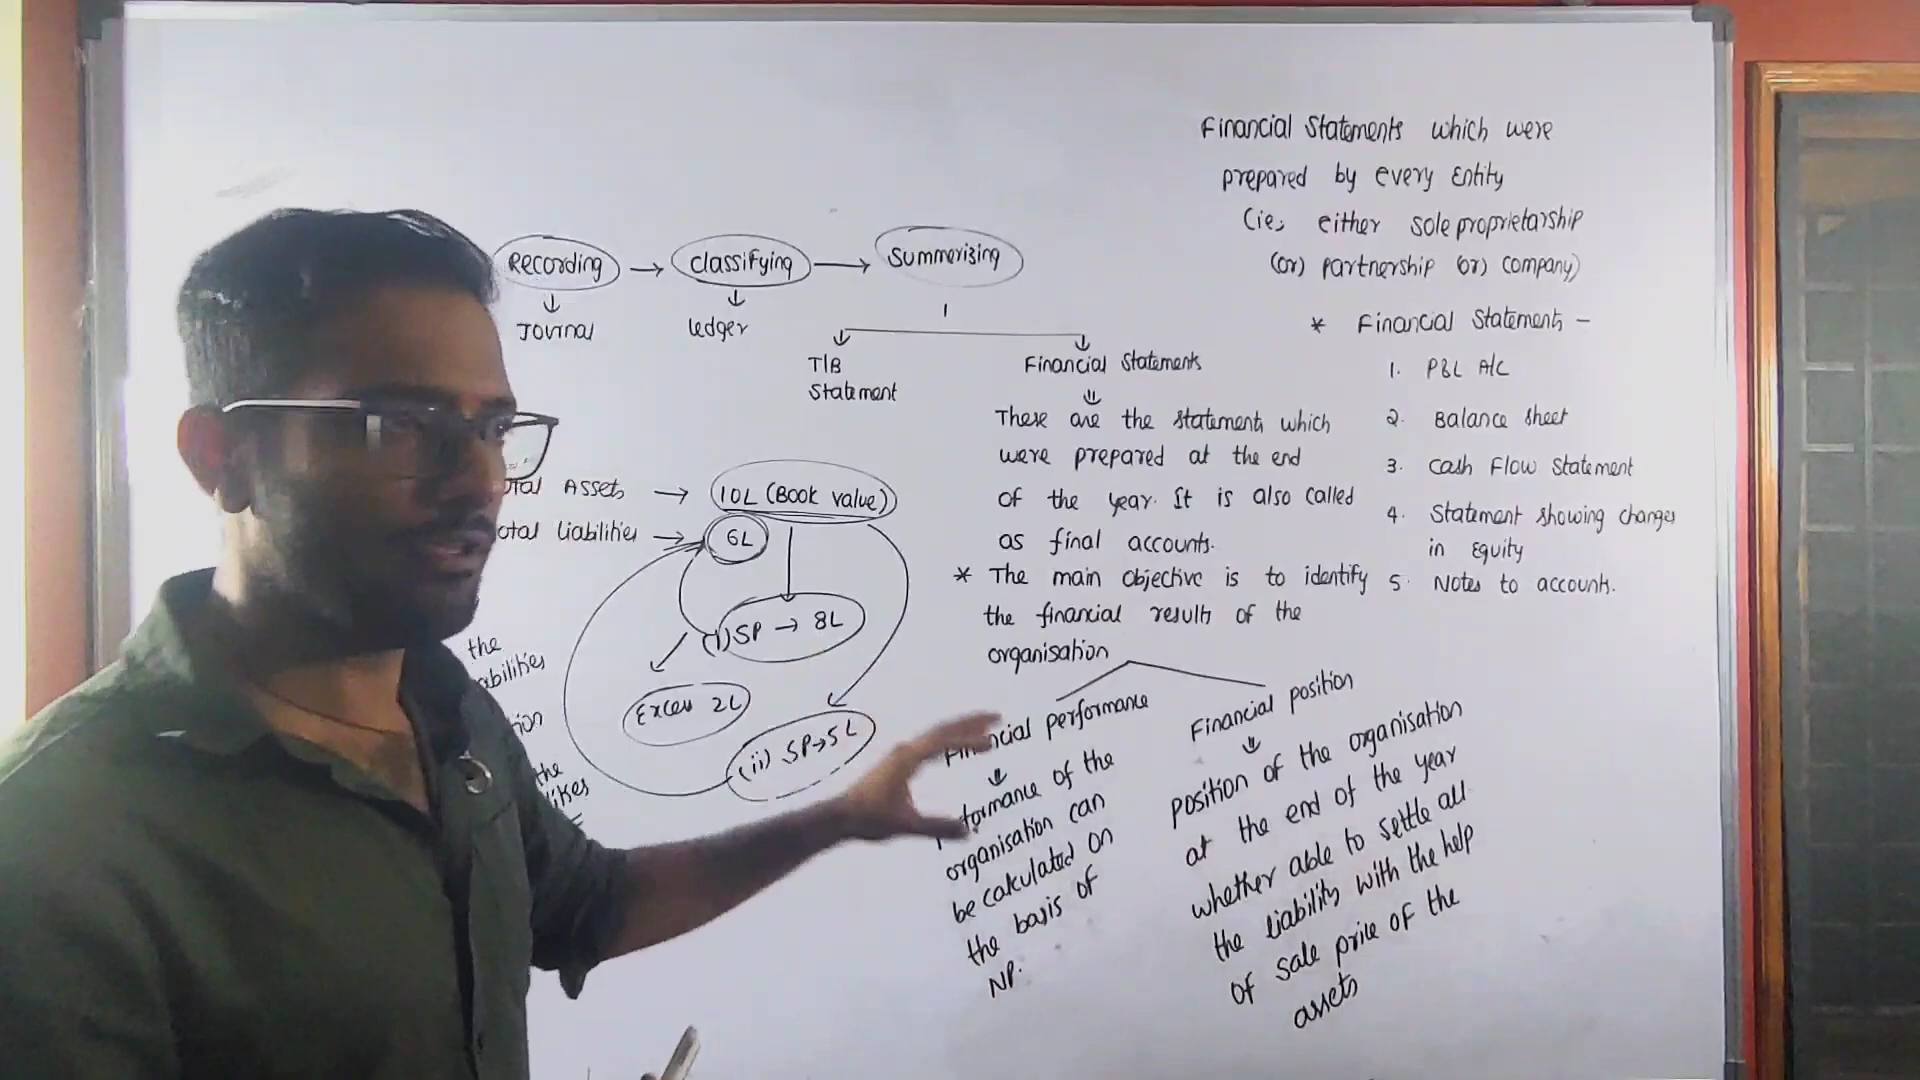 Recording → classifying → Summerizing
Journal
Ledger
T/B
Statement
Financial Statements
These are the statements which
were prepared at the end
of the year. It is also called
as final accounts.
* The main objective is to identify
the financial results of the
organisation
Financial performance
performance of the
organisation can
be calculated on
the basis of
NP.
Financial position
position of the organisation
at the end of the year
whether able to settle all
the liability with the help
of sale price of the
assets
Assets → 10L (Book value)
liabilities → 6L
(i) SP → 8L
Excess 2L
(ii) SP→5L
the
the
Financial Statements which were
prepared by every Entity
(ie, either sole proprietarship
(or) partnership (or) company)
* Financial Statements -
1. P&L A/C
2. Balance sheet
3. Cash Flow Statement
4. Statement showing changes
in Equity
5. Notes to accounts.